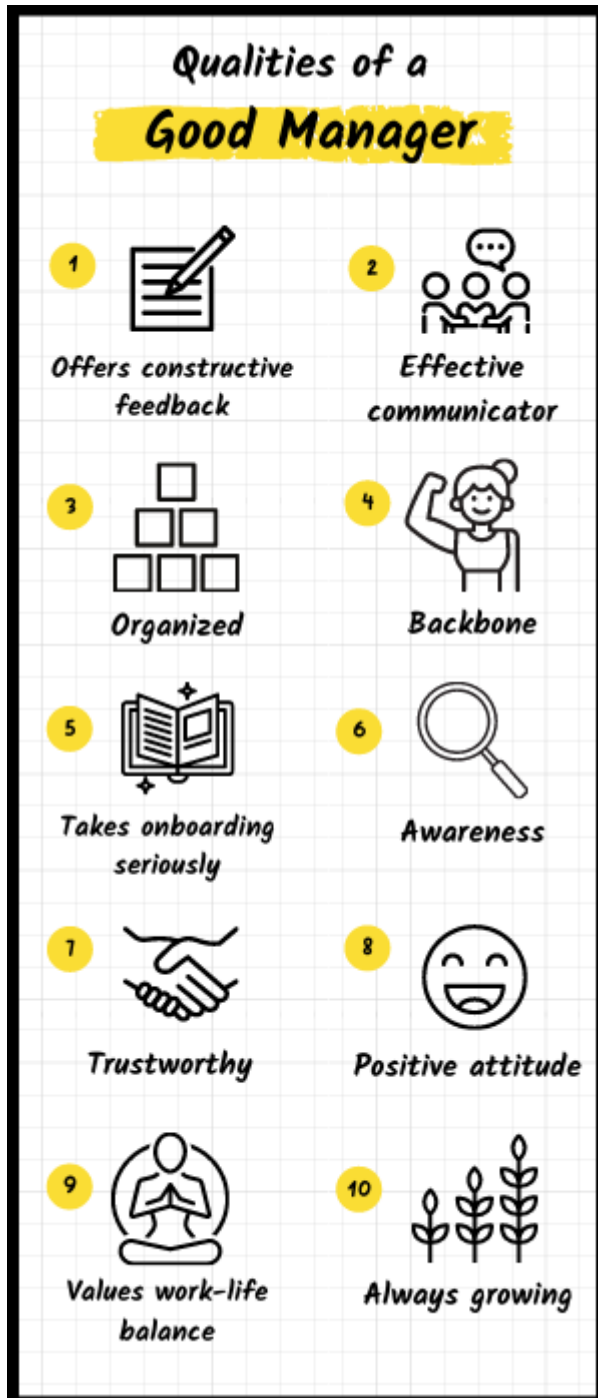 Qualities of a
Good Manager
1
Offers constructive
feedback
2
Effective
communicator
3
Organized
4
Backbone
5
Takes onboarding
seriously
6
Awareness
7
Trustworthy
8
Positive attitude
9
Values work-life
balance
10
Always growing